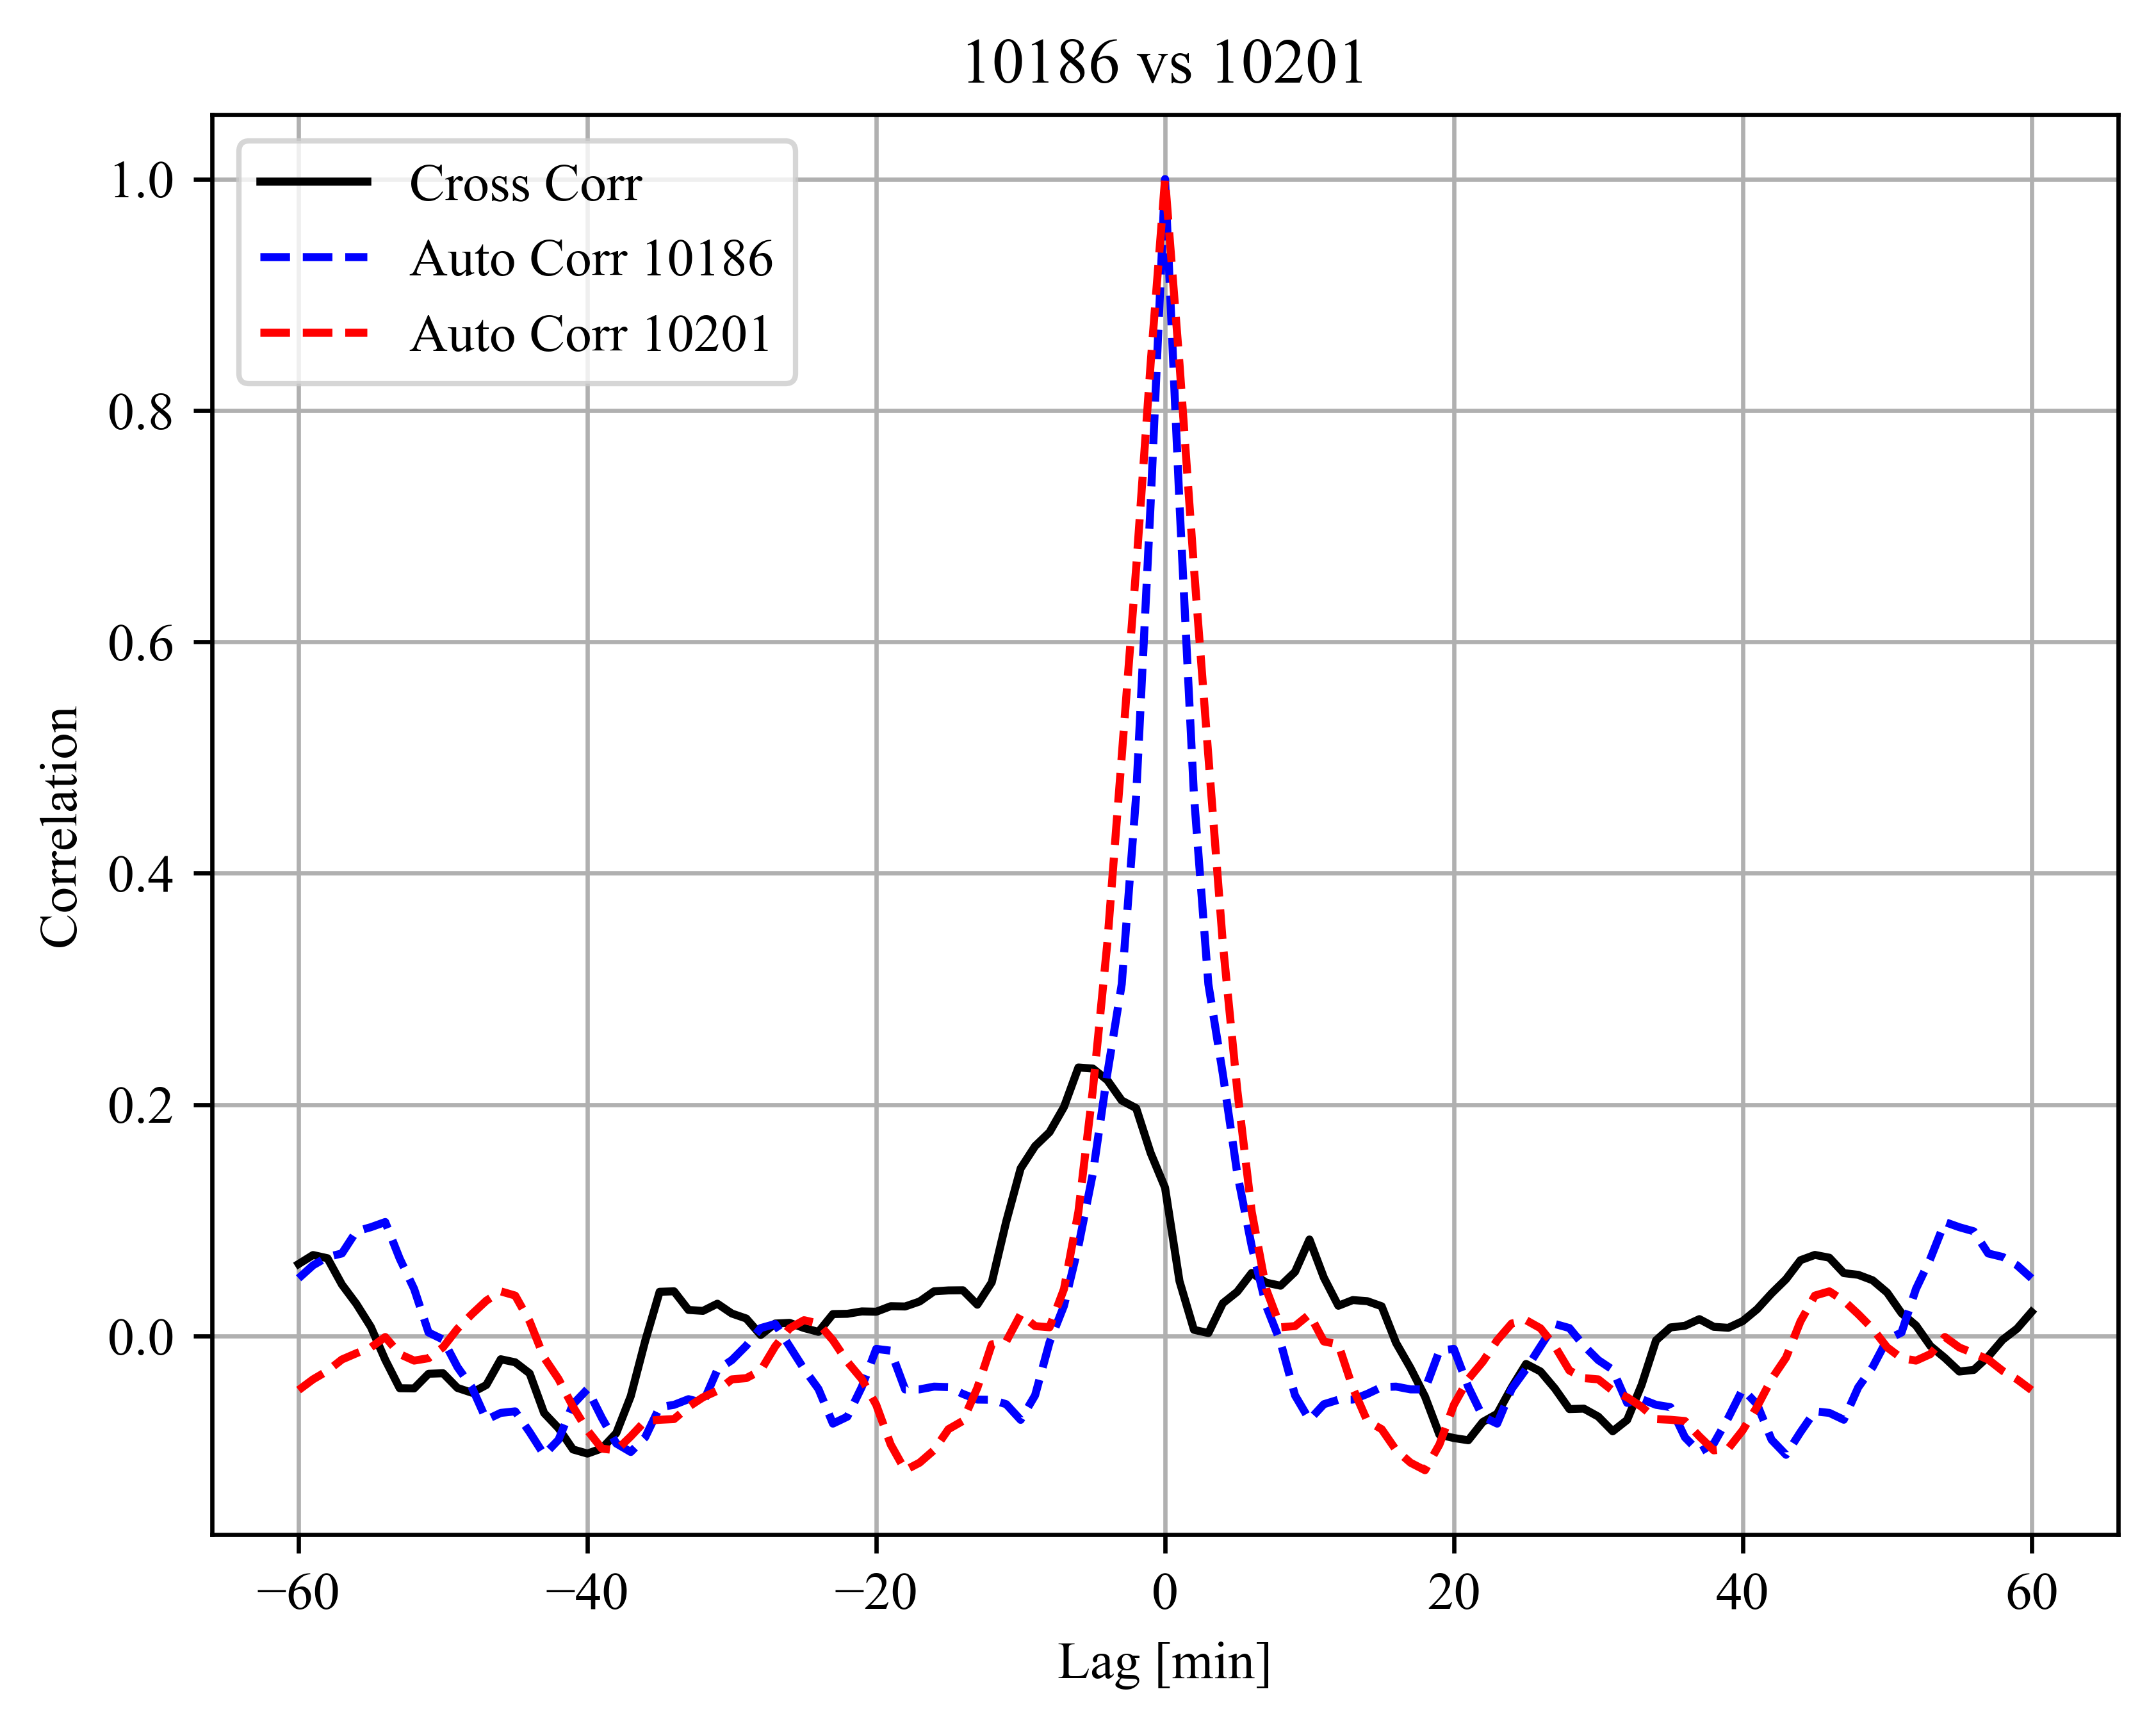 10186 vs 10201
Cross Corr
Auto Corr 10186
Auto Corr 10201
1.0
0.8
0.6
0.4
0.2
0.0
Correlation
−60 −40 −20 0 20 40 60
Lag [min]